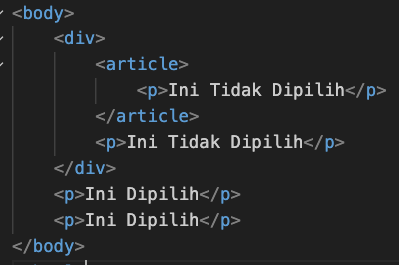 <body>
<div>
<article>
<p>Ini Tidak Dipilih</p>
</article>
<p>Ini Tidak Dipilih</p>
</div>
<p>Ini Dipilih</p>
<p>Ini Dipilih</p>
</body>